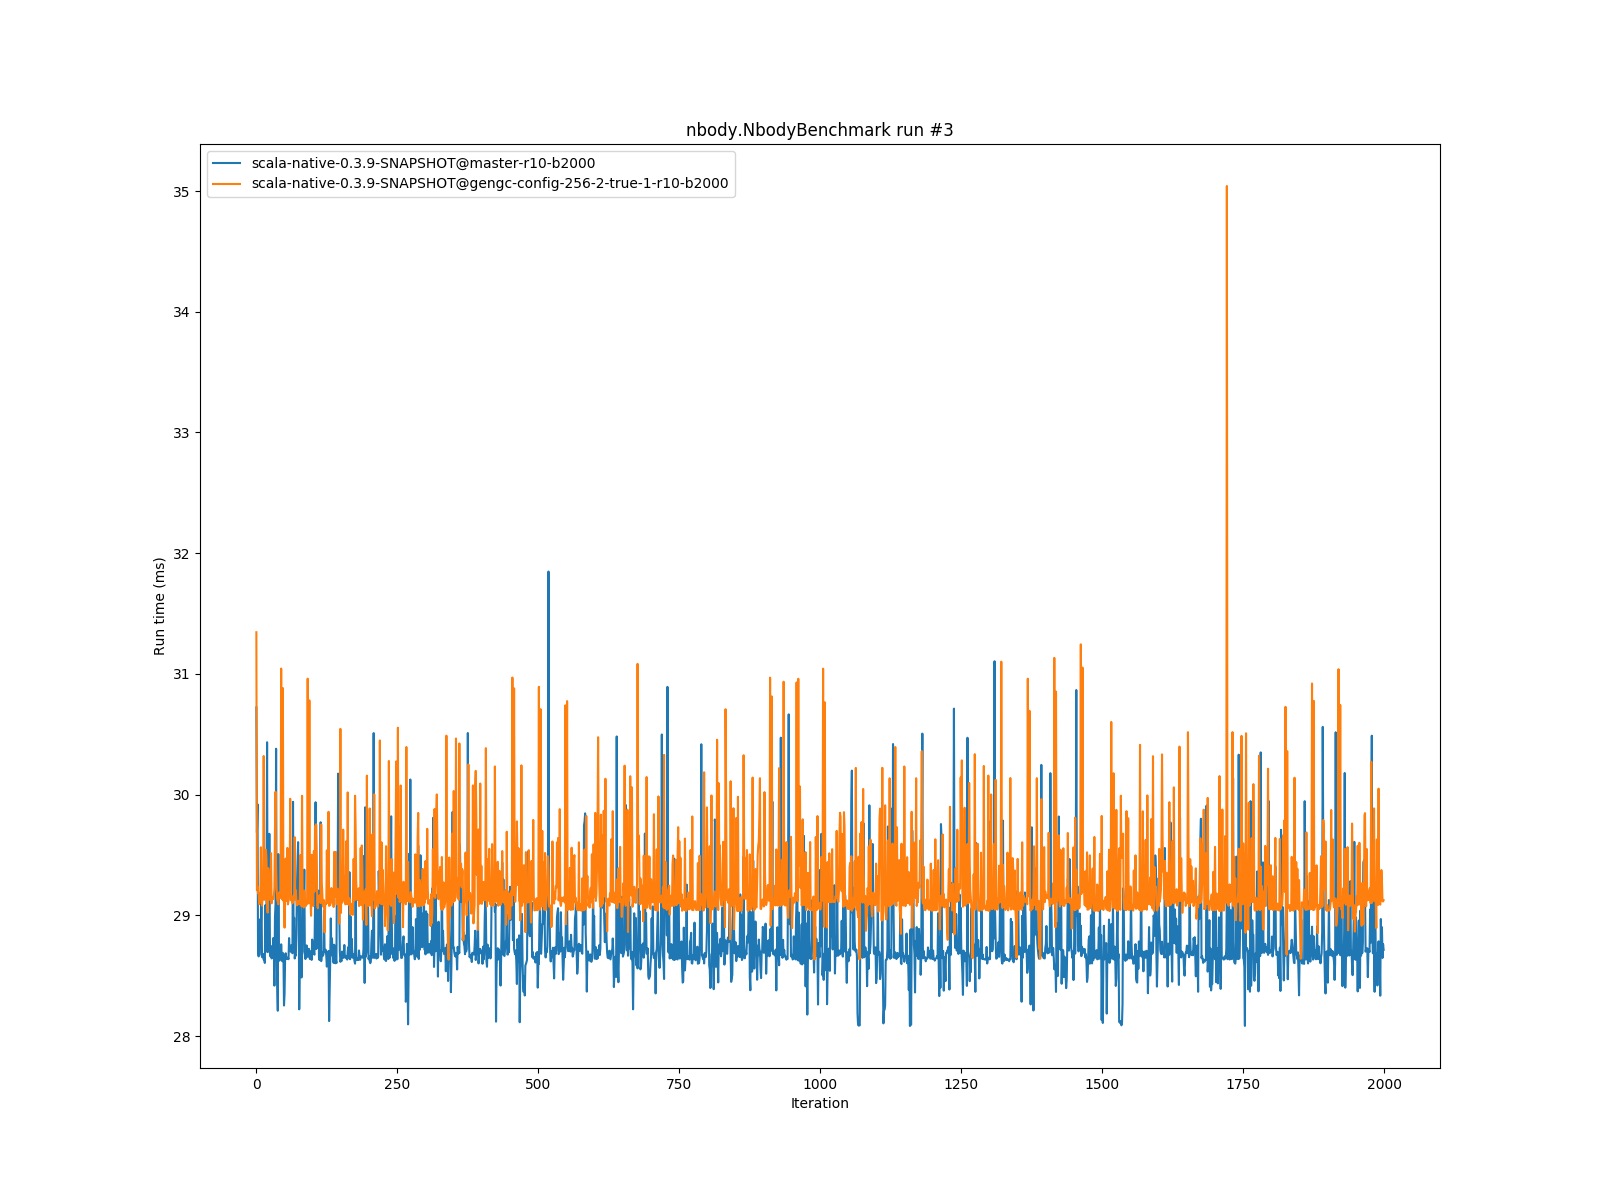 nbody.NbodyBenchmark run #3
scala-native-0.3.9-SNAPSHOT@master-r10-b2000
scala-native-0.3.9-SNAPSHOT@gengc-config-256-2-true-1-r10-b2000
35
34
33
32
31
30
29
28
Run time (ms)
0 250 500 750 1000 1250 1500 1750 2000
Iteration